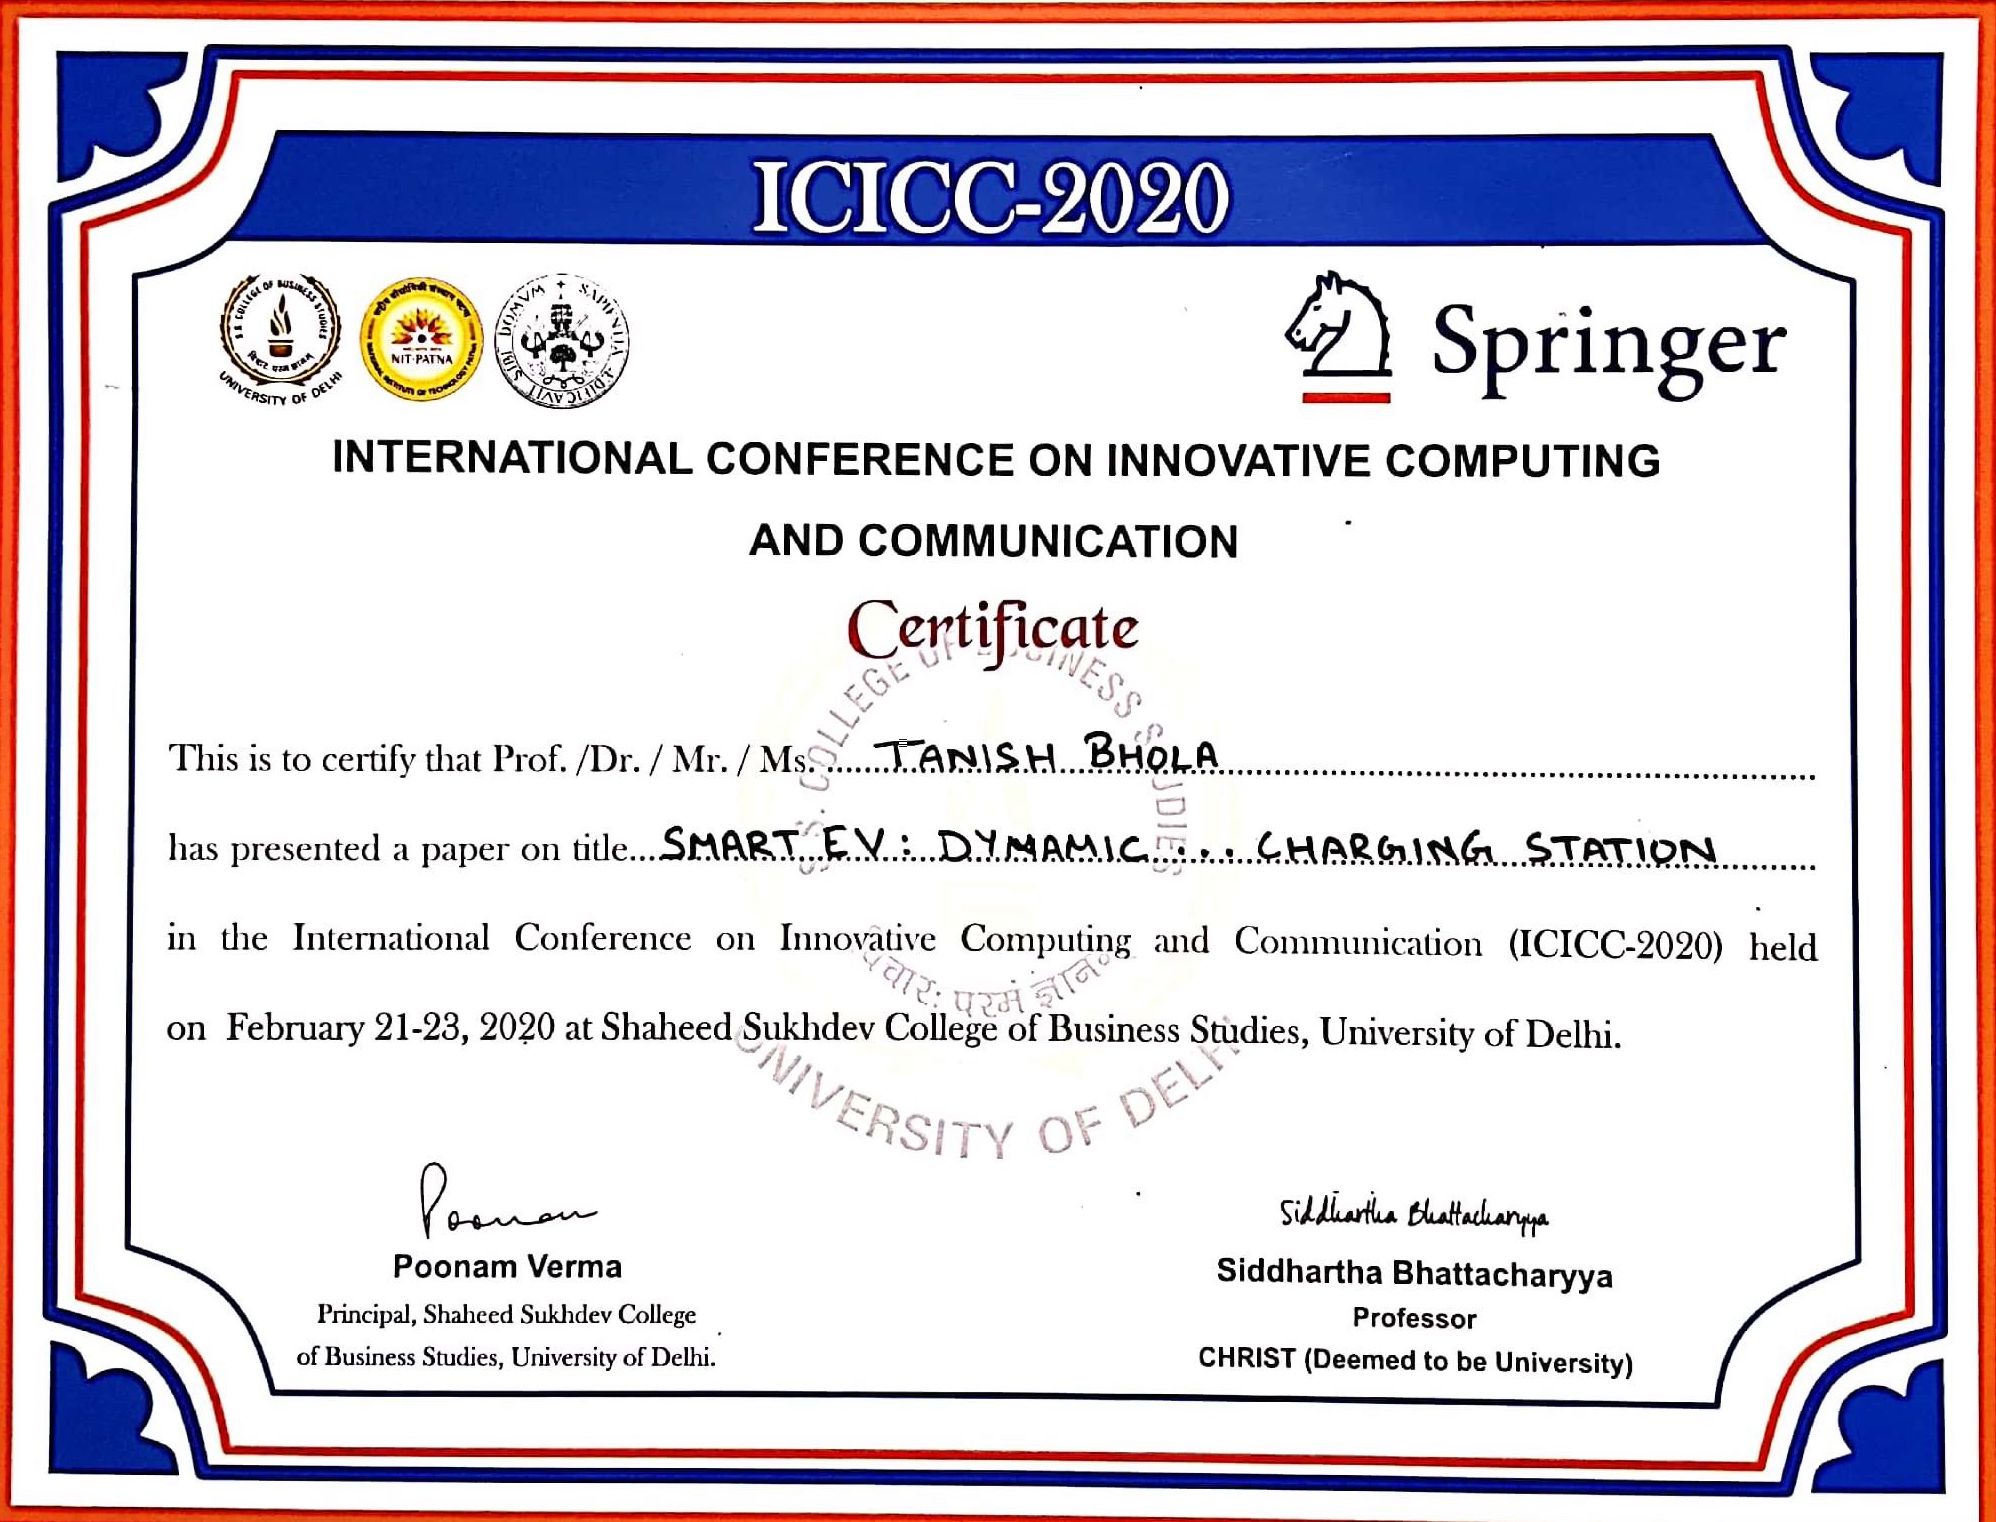 ICICC-2020
S.S. COLLEGE OF BUSINESS STUDIES
UNIVERSITY OF DELHI
NIT-PATNA
SAPIENTIA ÆDIFICAVIT SIBI DOMVM
Springer
INTERNATIONAL CONFERENCE ON INNOVATIVE COMPUTING
AND COMMUNICATION
Certificate
This is to certify that Prof. /Dr. / Mr. / Ms. TANISH BHOLA
has presented a paper on title SMART EV: DYNAMIC... CHARGING STATION
in the International Conference on Innovative Computing and Communication (ICICC-2020) held
on February 21-23, 2020 at Shaheed Sukhdev College of Business Studies, University of Delhi.
S.S. COLLEGE OF BUSINESS STUDIES
परमं ज्ञानं
UNIVERSITY OF DELHI
Poonam
Siddhartha Bhattacharyya
Poonam Verma
Principal, Shaheed Sukhdev College
of Business Studies, University of Delhi.
Siddhartha Bhattacharyya
Professor
CHRIST (Deemed to be University)